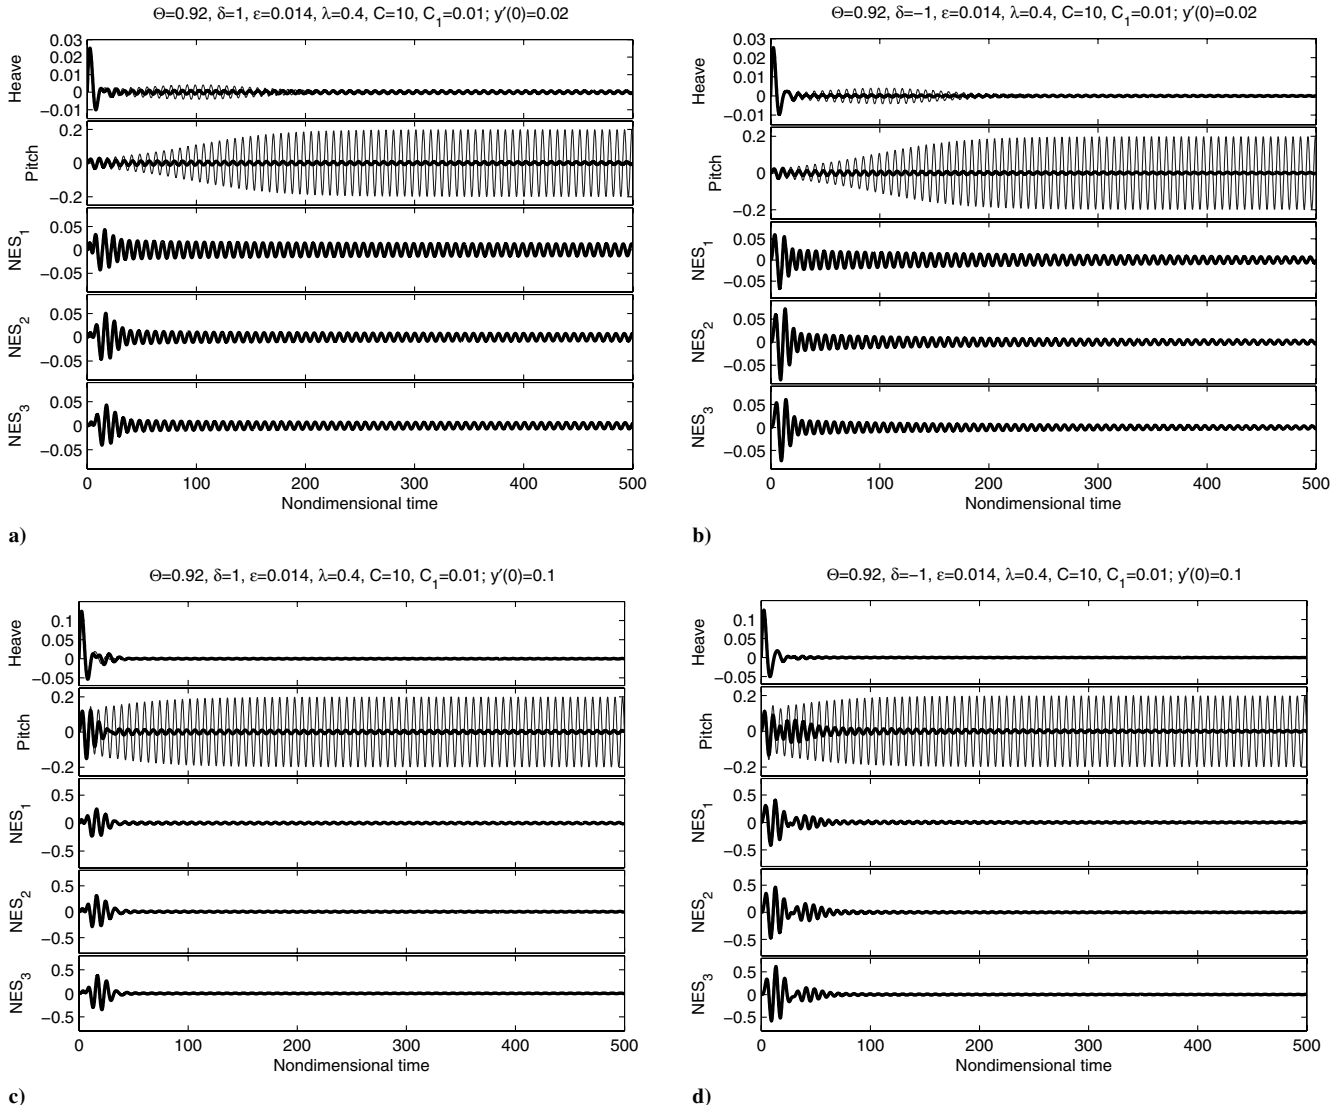 Θ=0.92, δ=1, ε=0.014, λ=0.4, C=10, C₁=0.01; y′(0)=0.02
Heave
0.03
0.02
0.01
0
−0.01
Pitch
0.2
0
−0.2
NES₁
0.05
0
−0.05
NES₂
0.05
0
−0.05
NES₃
0.05
0
−0.05
0 100 200 300 400 500
Nondimensional time
a)
Θ=0.92, δ=−1, ε=0.014, λ=0.4, C=10, C₁=0.01; y′(0)=0.02
Heave
0.03
0.02
0.01
0
−0.01
Pitch
0.2
0
−0.2
NES₁
0.05
0
−0.05
NES₂
0.05
0
−0.05
NES₃
0.05
0
−0.05
0 100 200 300 400 500
Nondimensional time
b)
Θ=0.92, δ=1, ε=0.014, λ=0.4, C=10, C₁=0.01; y′(0)=0.1
Heave
0.1
0.05
0
−0.05
Pitch
0.2
0
−0.2
NES₁
0.5
0
−0.5
NES₂
0.5
0
−0.5
NES₃
0.5
0
−0.5
0 100 200 300 400 500
Nondimensional time
c)
Θ=0.92, δ=−1, ε=0.014, λ=0.4, C=10, C₁=0.01; y′(0)=0.1
Heave
0.1
0.05
0
−0.05
Pitch
0.2
0
−0.2
NES₁
0.5
0
−0.5
NES₂
0.5
0
−0.5
NES₃
0.5
0
−0.5
0 100 200 300 400 500
Nondimensional time
d)